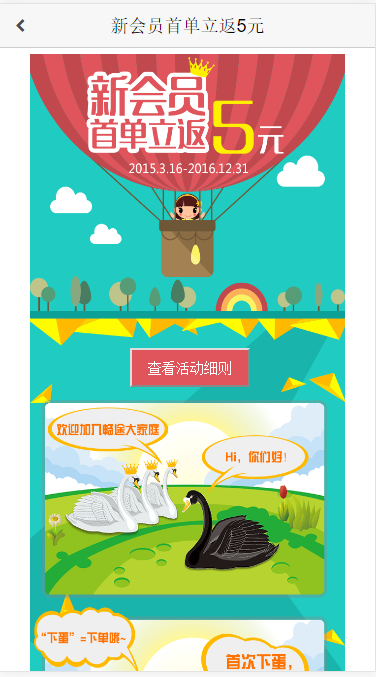 新会员首单立返5元
新会员
首单立返5元
2015.3.16-2016.12.31
查看活动细则
欢迎加入畅途大家庭
Hi，你们好！
“下蛋”=下单哦~
首次下蛋，